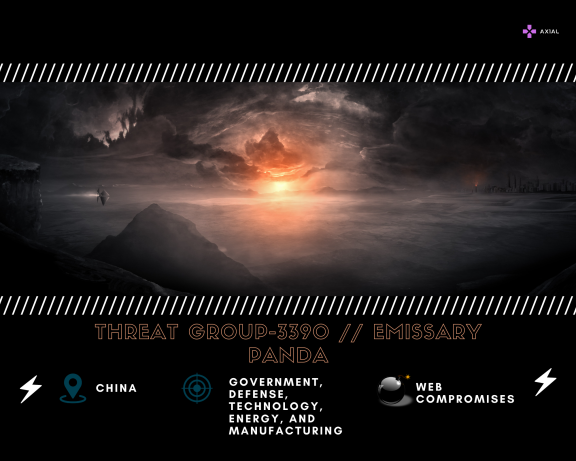 AXIAL
THREAT GROUP-3390 // EMISSARY
PANDA
CHINA
GOVERNMENT,
DEFENSE,
TECHNOLOGY,
ENERGY, AND
MANUFACTURING
WEB
COMPROMISES